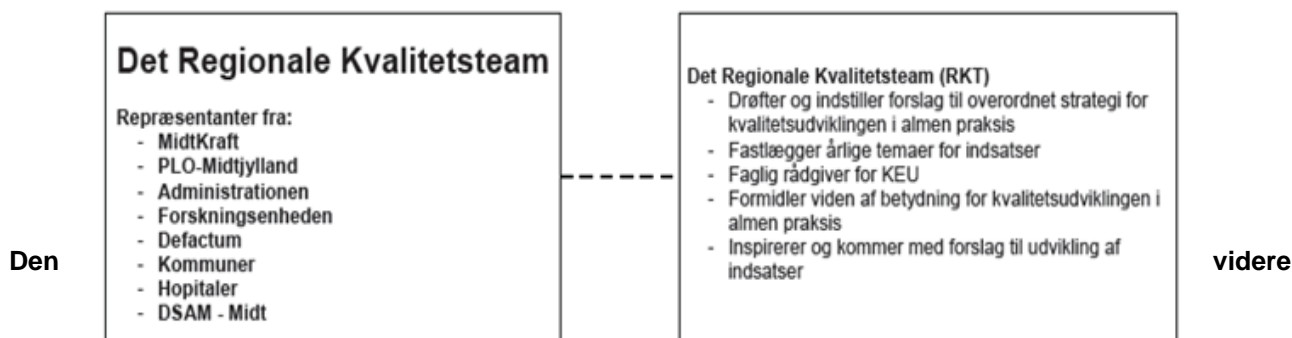 Det Regionale Kvalitetsteam
Repræsentanter fra:
- MidtKraft
- PLO-Midtjylland
- Administrationen
- Forskningsenheden
- Defactum
- Kommuner
- Hopitaler
- DSAM - Midt
Det Regionale Kvalitetsteam (RKT)
- Drøfter og indstiller forslag til overordnet strategi for
kvalitetsudviklingen i almen praksis
- Fastlægger årlige temaer for indsatser
- Faglig rådgiver for KEU
- Formidler viden af betydning for kvalitetsudviklingen i
almen praksis
- Inspirerer og kommer med forslag til udvikling af
indsatser
Den videre